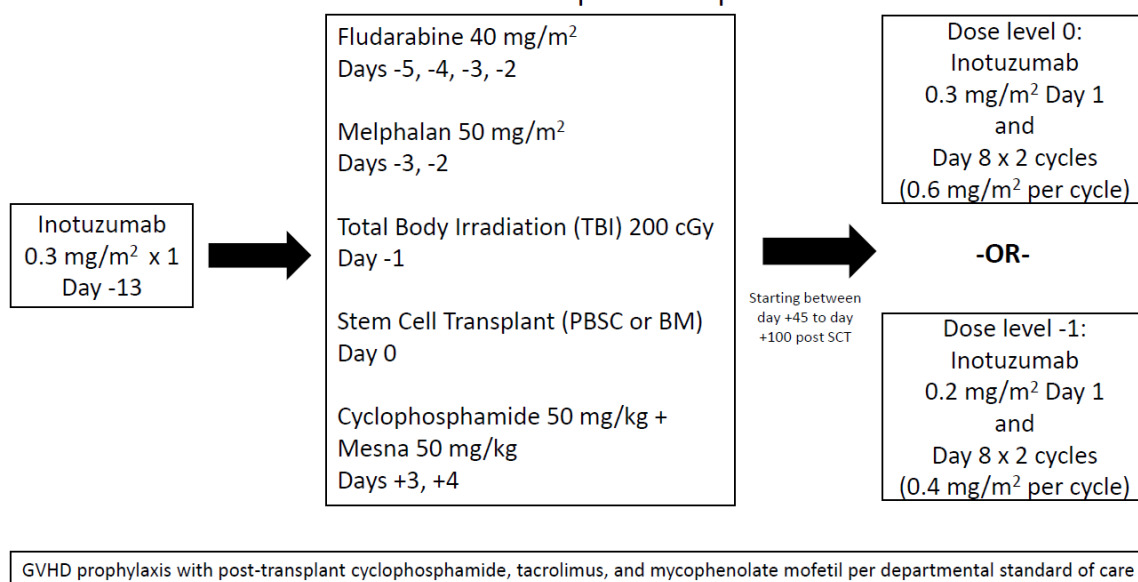 Inotuzumab
0.3 mg/m² x 1
Day -13
Fludarabine 40 mg/m²
Days -5, -4, -3, -2
Melphalan 50 mg/m²
Days -3, -2
Total Body Irradiation (TBI) 200 cGy
Day -1
Stem Cell Transplant (PBSC or BM)
Day 0
Cyclophosphamide 50 mg/kg +
Mesna 50 mg/kg
Days +3, +4
Starting between
day +45 to day
+100 post SCT
Dose level 0:
Inotuzumab
0.3 mg/m² Day 1
and
Day 8 x 2 cycles
(0.6 mg/m² per cycle)
-OR-
Dose level -1:
Inotuzumab
0.2 mg/m² Day 1
and
Day 8 x 2 cycles
(0.4 mg/m² per cycle)
GVHD prophylaxis with post-transplant cyclophosphamide, tacrolimus, and mycophenolate mofetil per departmental standard of care